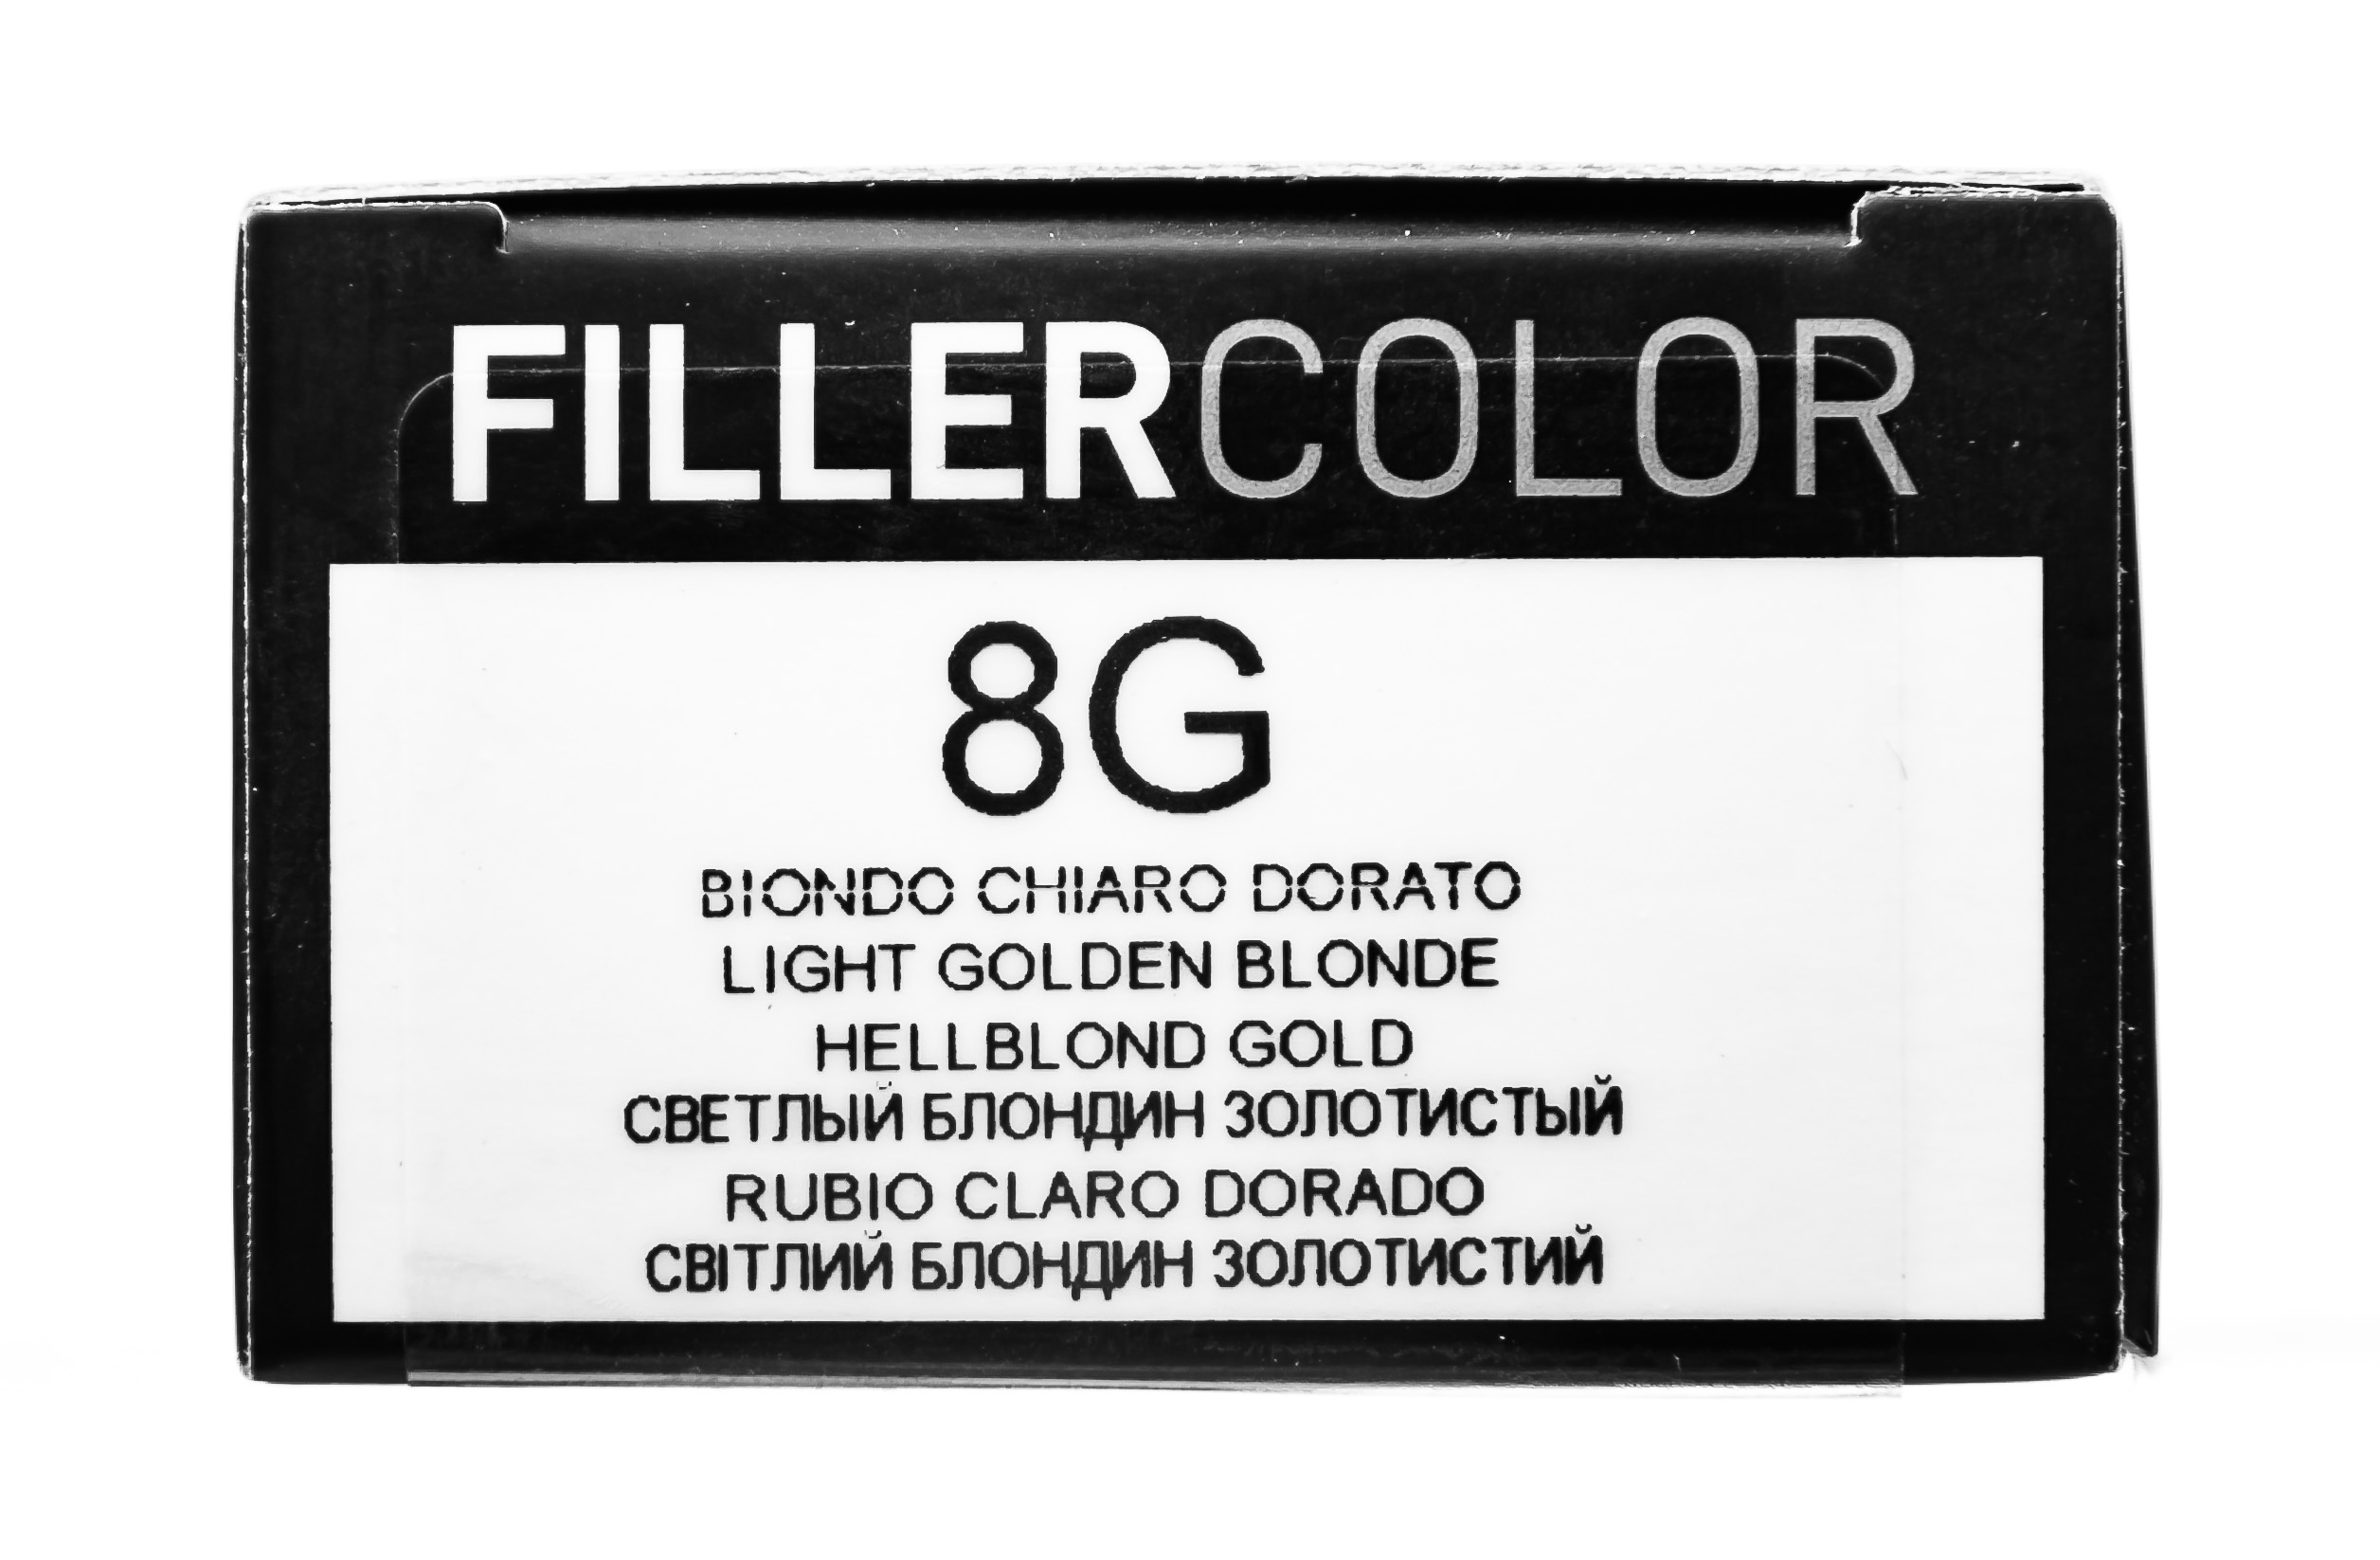 FILLERCOLOR
8G
BIONDO CHIARO DORATO
LIGHT GOLDEN BLONDE
HELLBLOND GOLD
СВЕТЛЫЙ БЛОНДИН ЗОЛОТИСТЫЙ
RUBIO CLARO DORADO
СВІТЛИЙ БЛОНДИН ЗОЛОТИСТИЙ